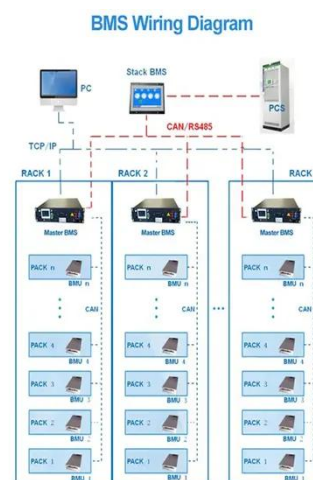 BMS Wiring Diagram
Stack BMS
PC
PCS
CAN/RS485
TCP/IP
RACK 1
RACK 2
RACK
Master BMS
Master BMS
Master BMS
PACK n
PACK n
PACK n
BMU n
BMU n
BMU n
CAN
CAN
CAN
PACK 4
PACK 4
PACK 4
BMU 4
BMU 4
BMU 4
PACK 3
PACK 3
PACK 3
BMU 3
BMU 3
BMU 3
PACK 2
PACK 2
PACK 2
BMU 2
BMU 2
BMU 2
PACK 1
PACK 1
PACK 1
BMU 1
BMU 1
BMU 1